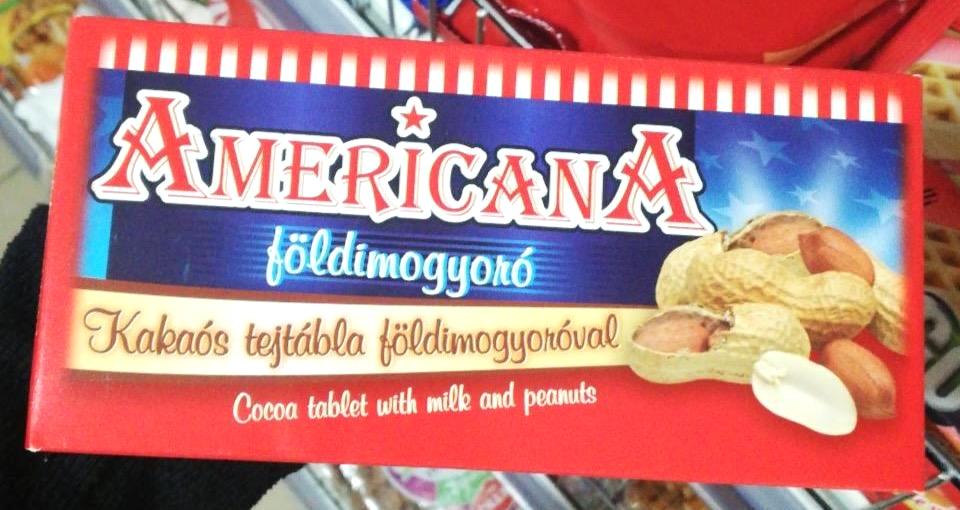 AMERICANA
földimogyoró
Kakaós tejtábla földimogyoróval
Cocoa tablet with milk and peanuts